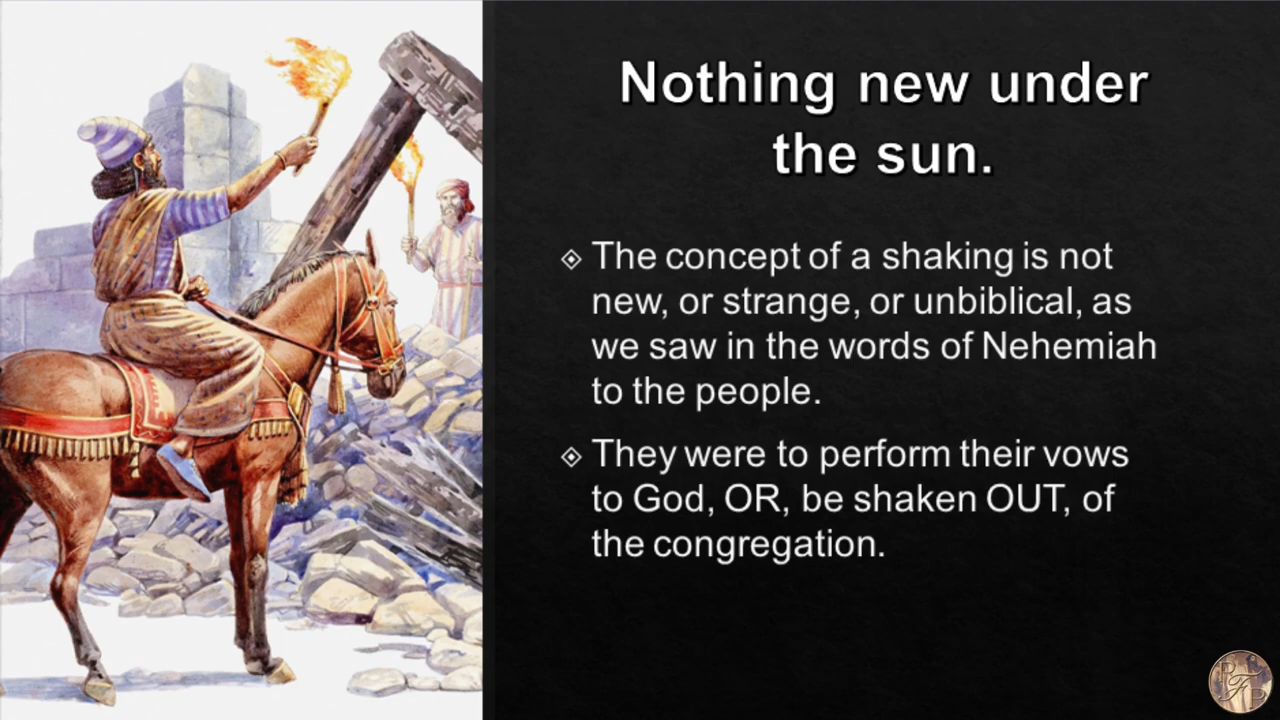 Nothing new under
the sun.
The concept of a shaking is not
new, or strange, or unbiblical, as
we saw in the words of Nehemiah
to the people.
They were to perform their vows
to God, OR, be shaken OUT, of
the congregation.